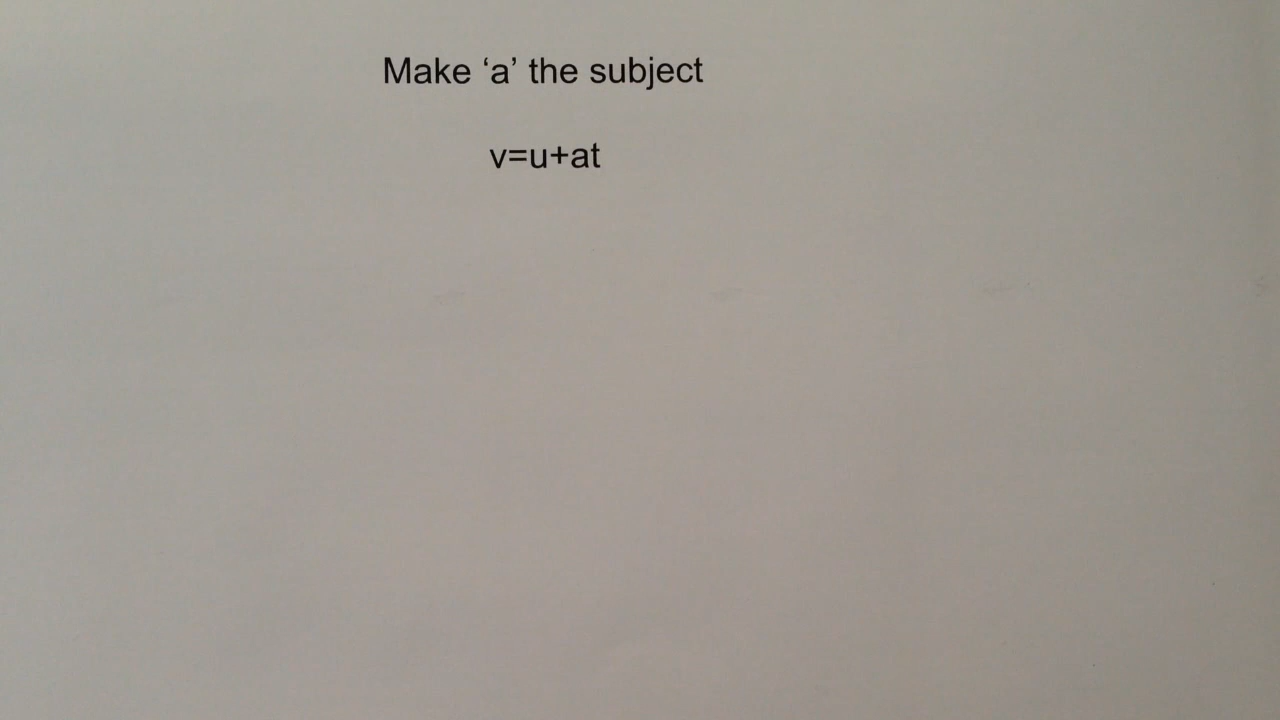 Make ‘a’ the subject
v=u+at